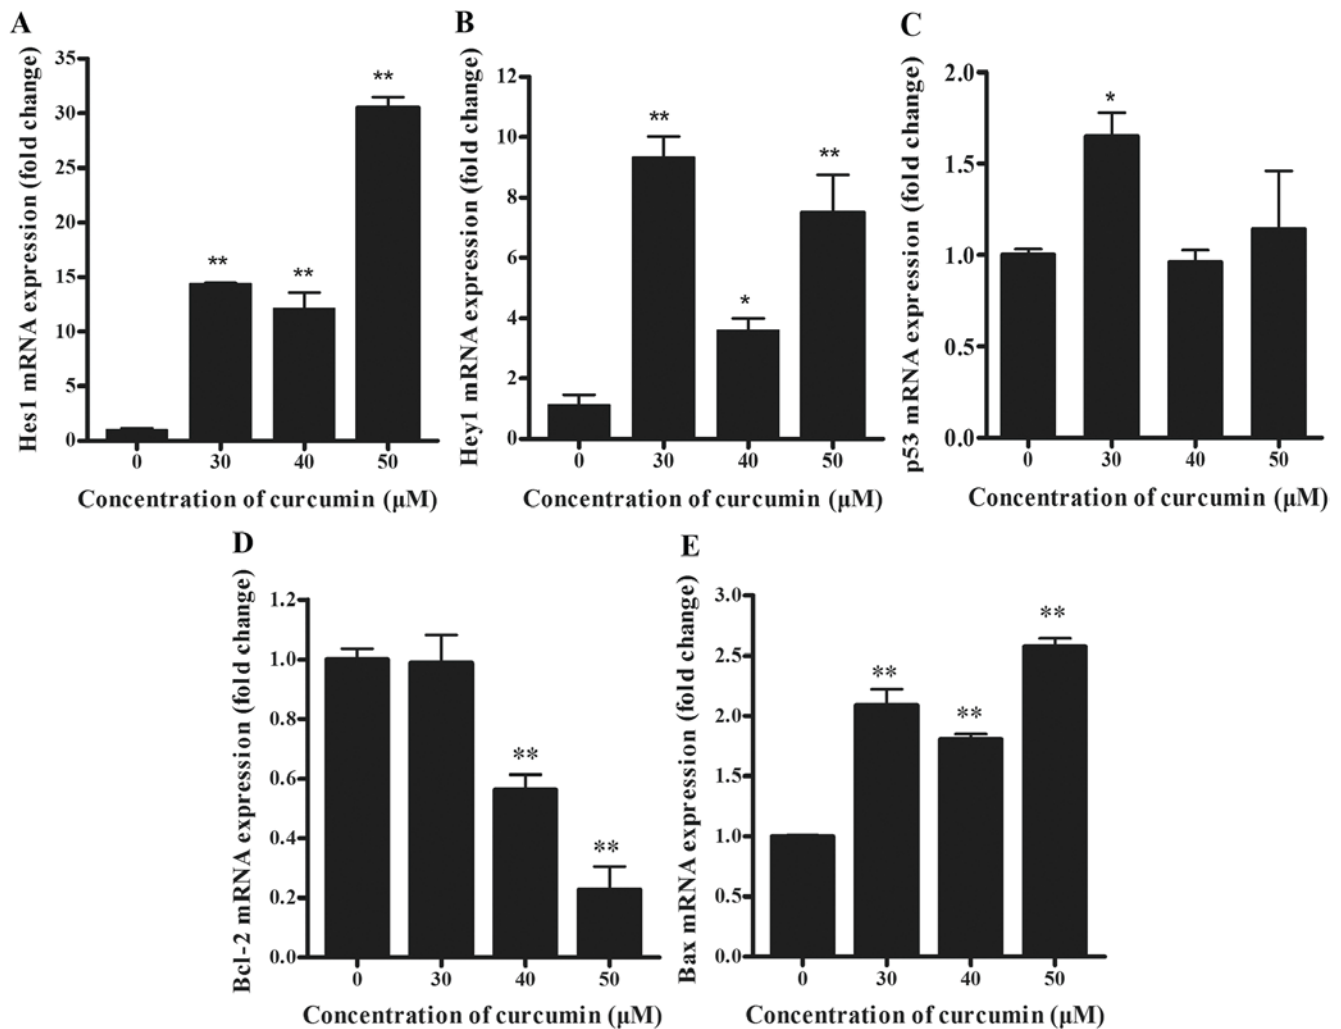 A
Hes1 mRNA expression (fold change)
35
30
25
20
15
10
5
0
**
**
**
0 30 40 50
Concentration of curcumin (μM)
B
Hey1 mRNA expression (fold change)
12
10
8
6
4
2
0
**
*
**
0 30 40 50
Concentration of curcumin (μM)
C
p53 mRNA expression (fold change)
2.0
1.5
1.0
0.5
0.0
*
0 30 40 50
Concentration of curcumin (μM)
D
Bcl-2 mRNA expression (fold change)
1.2
1.0
0.8
0.6
0.4
0.2
0.0
**
**
0 30 40 50
Concentration of curcumin (μM)
E
Bax mRNA expression (fold change)
3.0
2.5
2.0
1.5
1.0
0.5
0.0
**
**
**
0 30 40 50
Concentration of curcumin (μM)